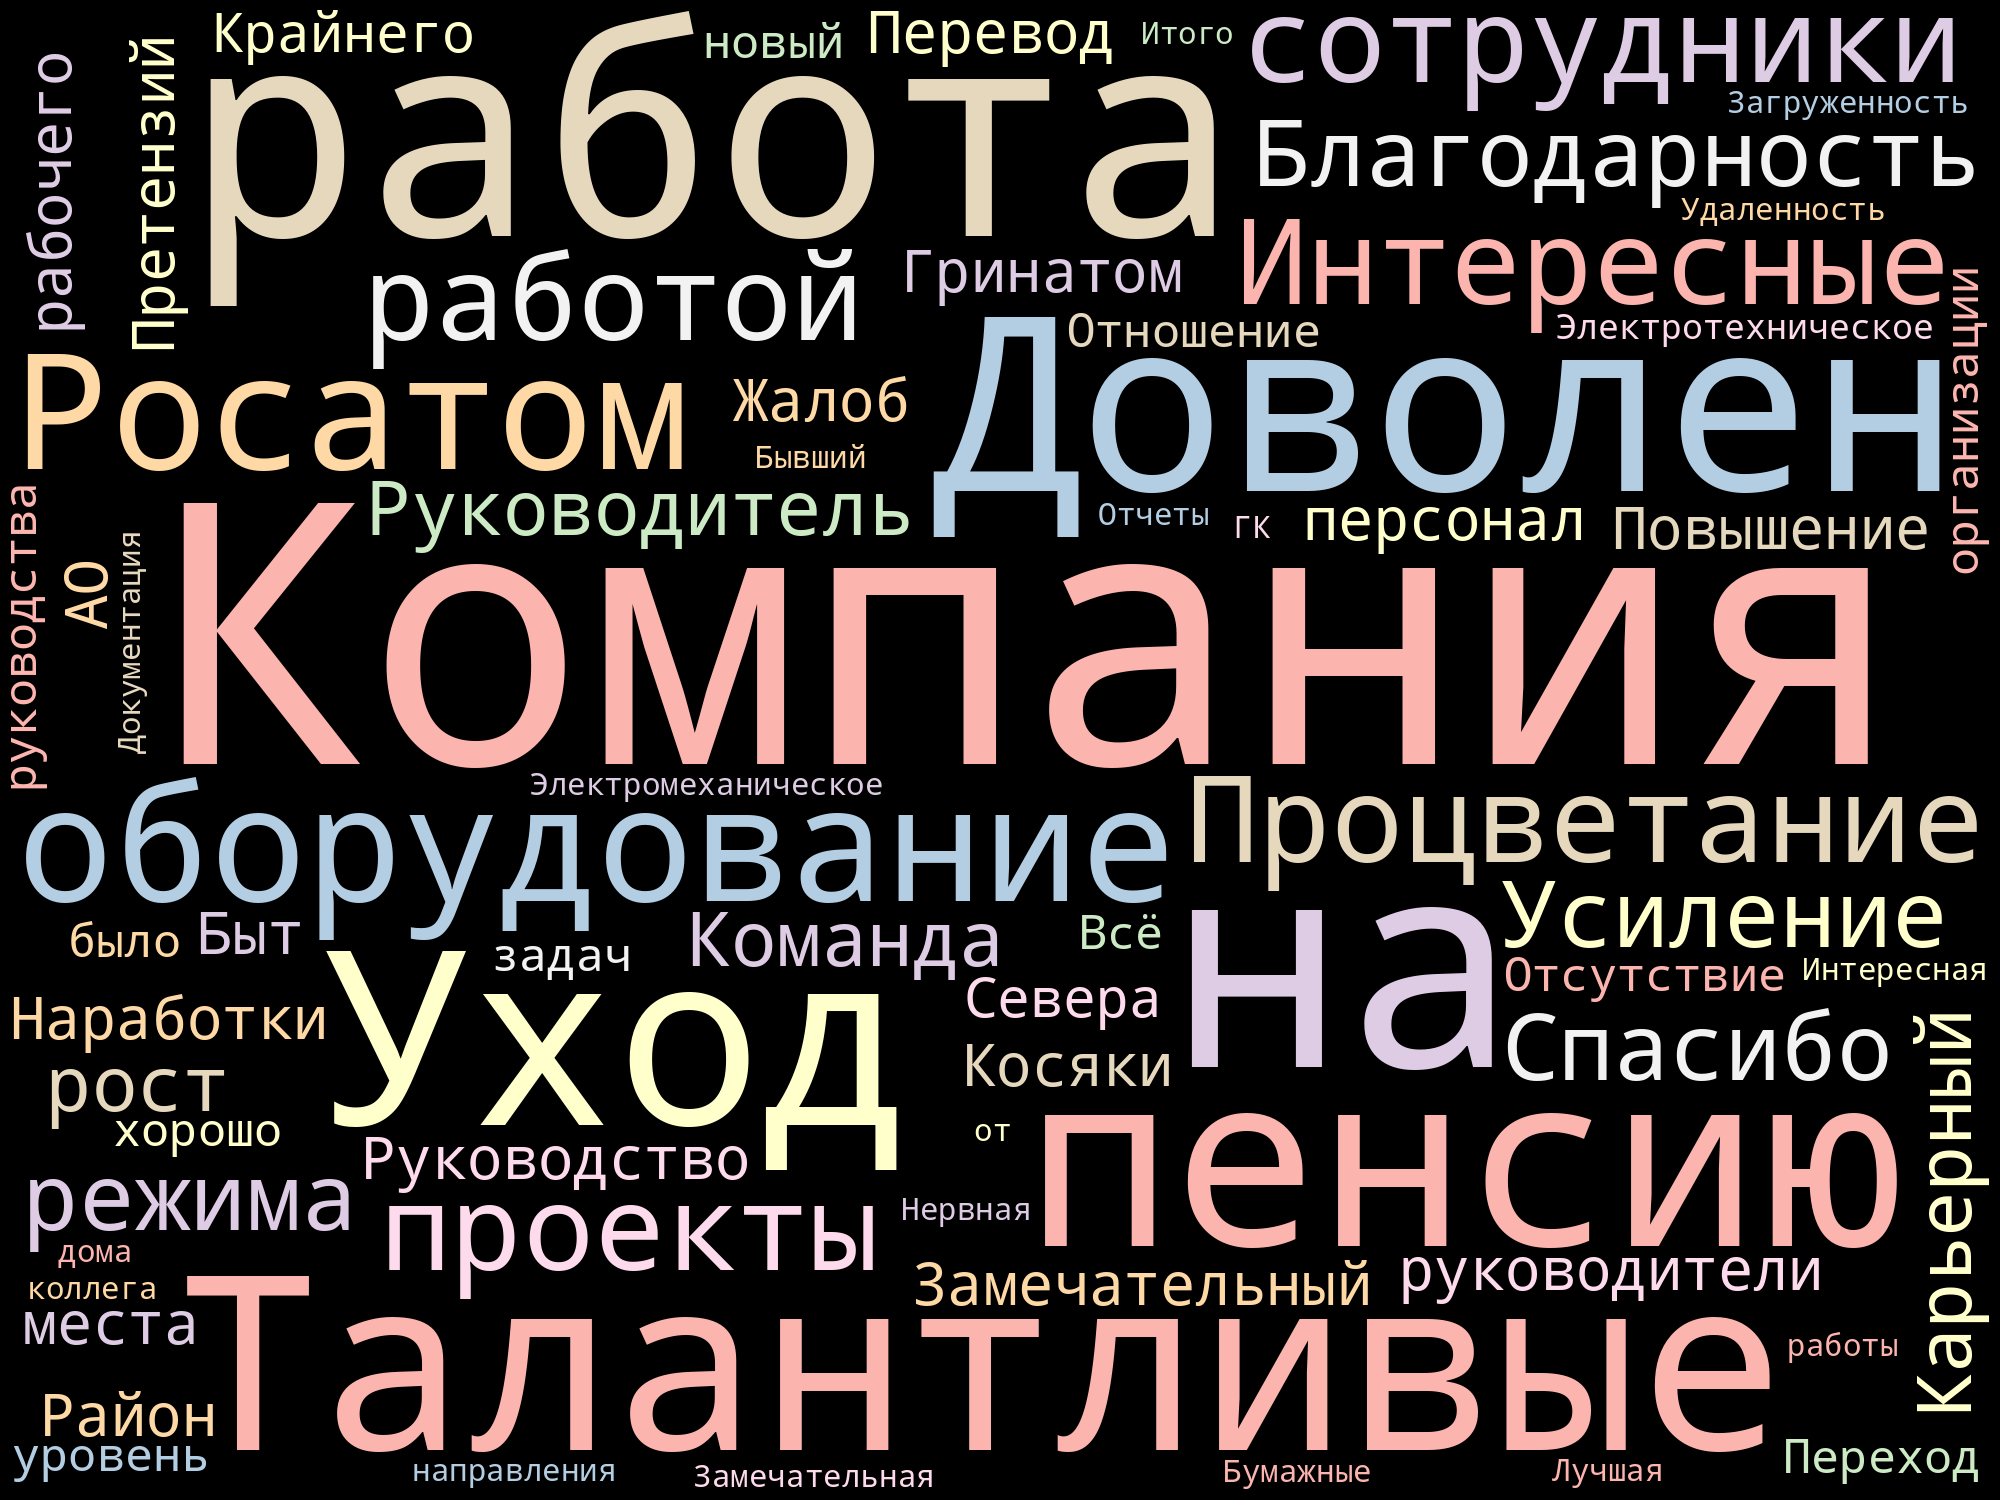 Крайнего
новый
Перевод
Итого
сотрудники
рабочего
Претензий
работа
Загруженность
Благодарность
Удаленность
работой
Гринатом
Интересные
Отношение
Электротехническое
организации
Росатом
Жалоб
Бывший
Доволен
Руководитель
Отчеты
ГК
персонал
Повышение
руководства
АО
Документация
Компания
Электромеханическое
оборудование
Процветание
Усиление
было
Быт
задач
Команда
Всё
на
Отсутствие
Интересная
Наработки
Уход
Севера
Спасибо
Косяки
рост
хорошо
от
пенсию
Карьерный
Руководство
режима
проекты
Нервная
дома
коллега
места
Замечательный
руководители
Талантливые
работы
Район
уровень
направления
Замечательная
Бумажные
Лучшая
Переход